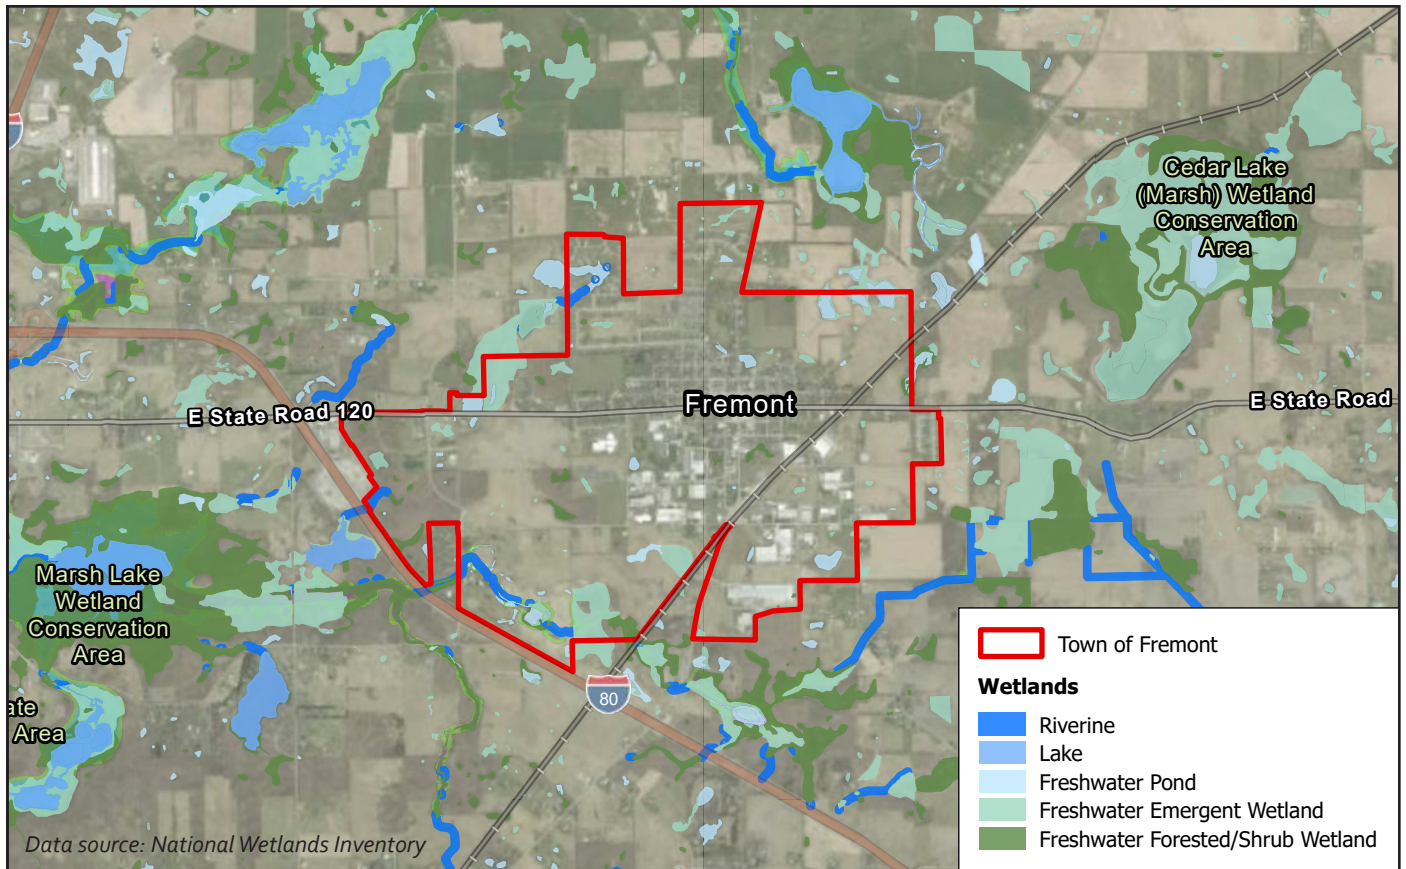 Cedar Lake
(Marsh) Wetland
Conservation
Area
E State Road 120
Fremont
E State Road
Marsh Lake
Wetland
Conservation
Area
ate
Area
80
Town of Fremont
Wetlands
Riverine
Lake
Freshwater Pond
Freshwater Emergent Wetland
Freshwater Forested/Shrub Wetland
Data source: National Wetlands Inventory